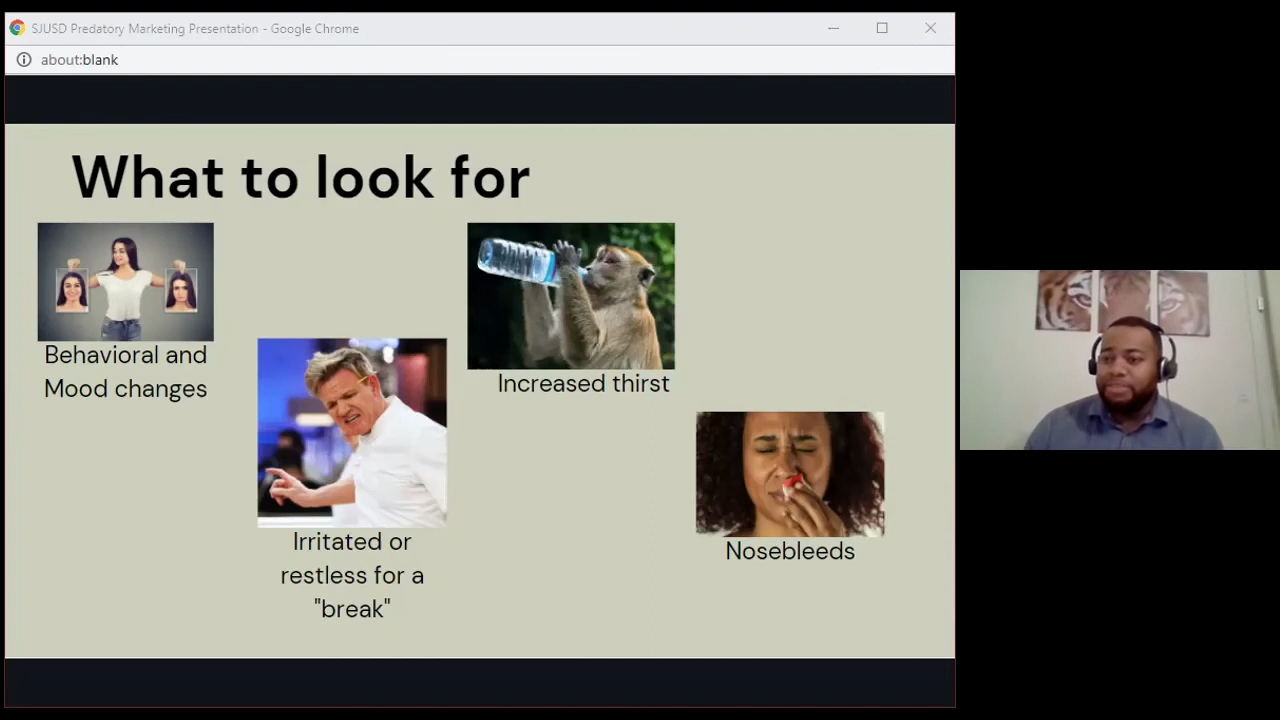 SJUSD Predatory Marketing Presentation - Google Chrome
about:blank
What to look for
Behavioral and
Mood changes
Increased thirst
Irritated or
restless for a
"break"
Nosebleeds